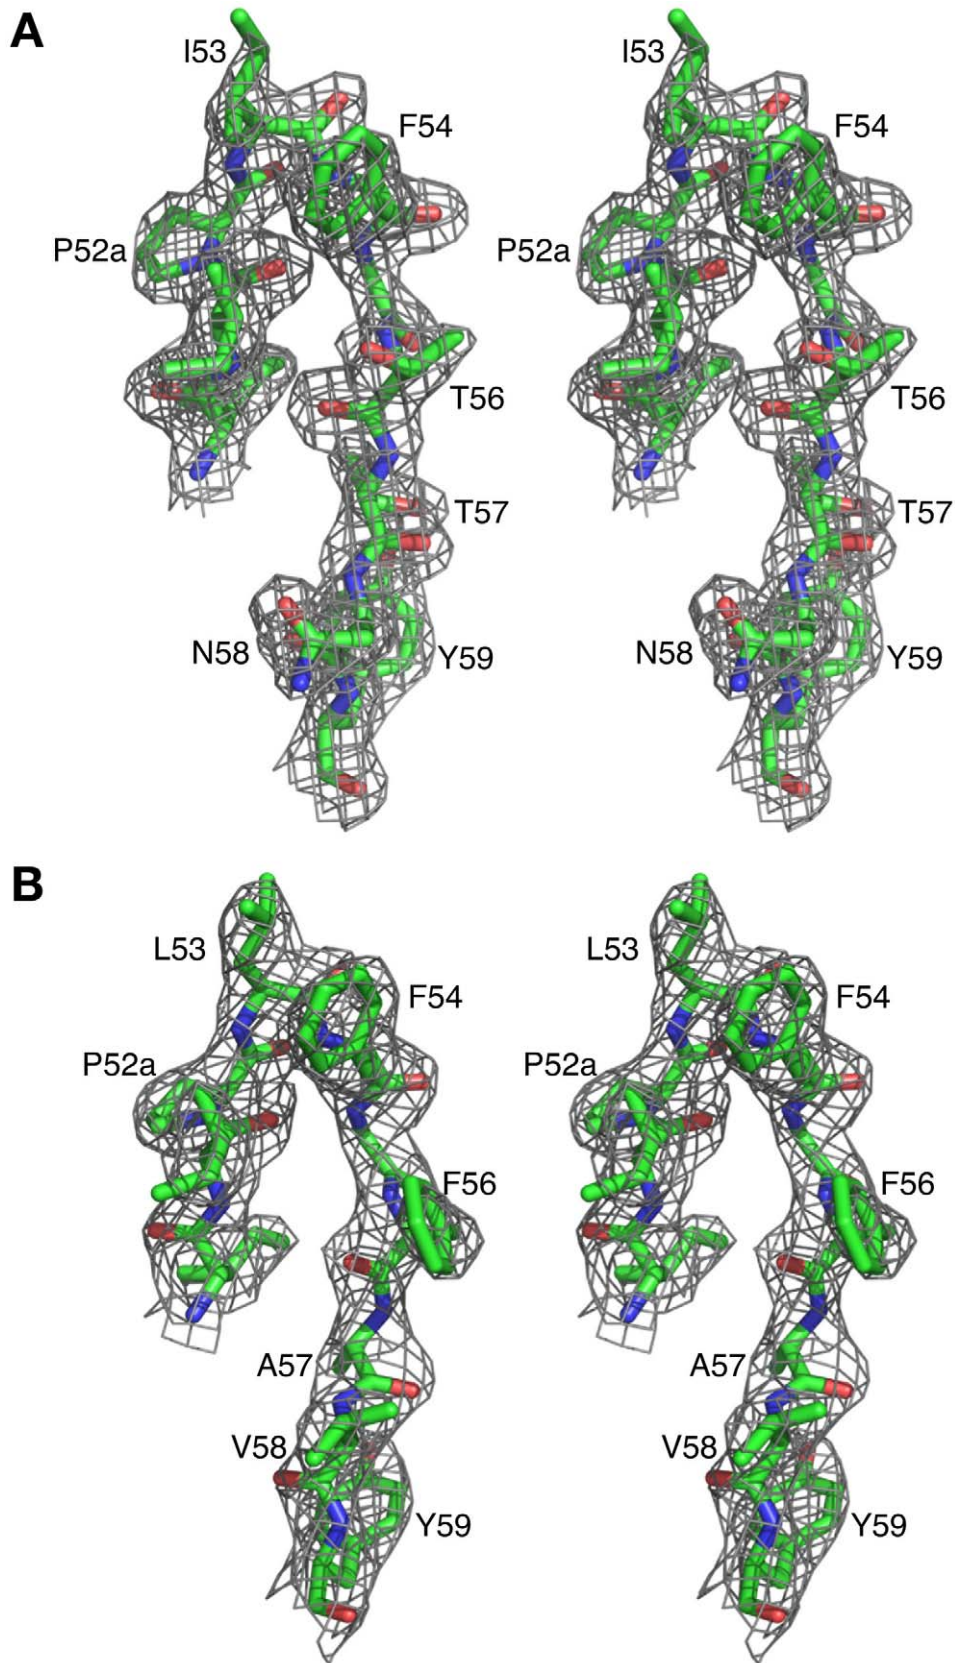 A
I53 I53
F54 F54
P52a P52a
T56 T56
T57 T57
N58 Y59 N58 Y59
B
L53 L53
F54 F54
P52a P52a
F56 F56
A57 A57
V58 V58
Y59 Y59